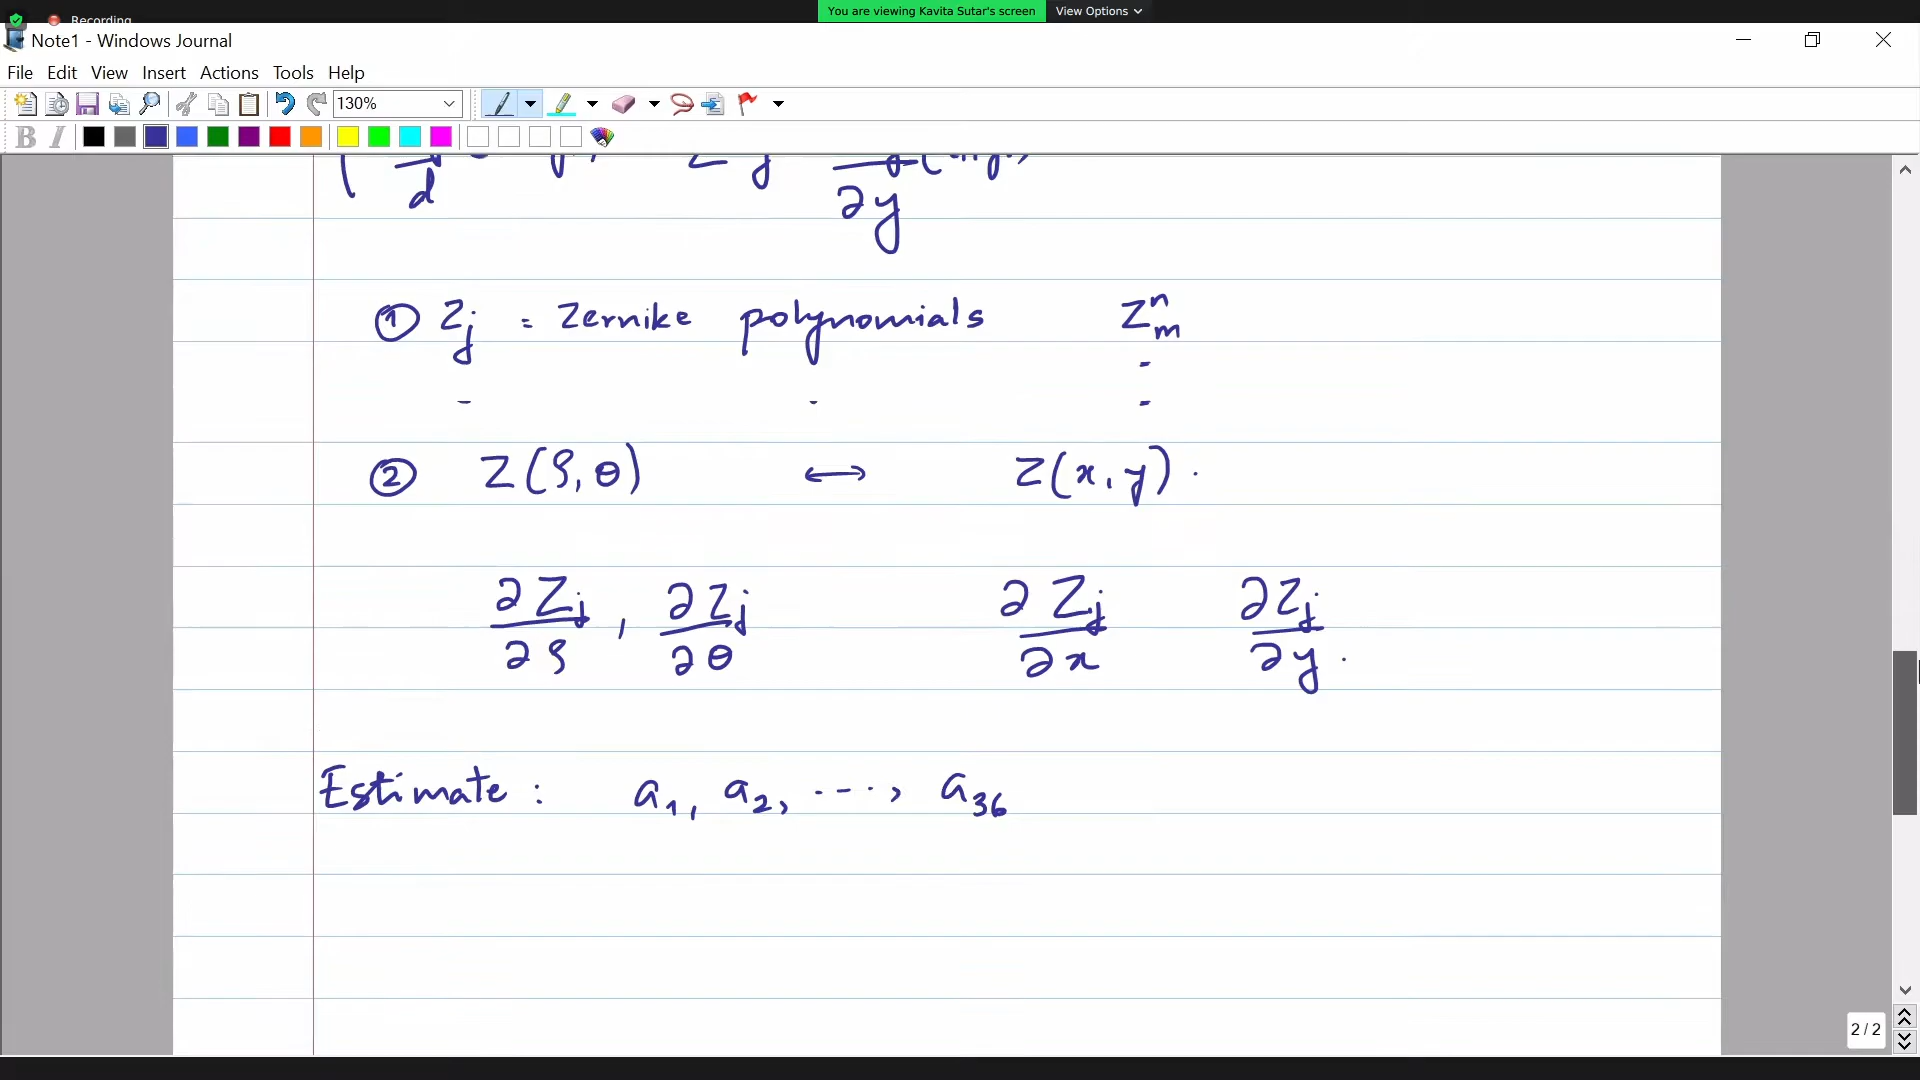 Recording You are viewing Kavita Sutar's screen View Options
Note1 - Windows Journal
File Edit View Insert Actions Tools Help
130%
B I
d ∂y
① Zj = Zernike polynomials Z^n_m
② Z(ρ,θ) ↔ Z(x,y).
∂Zj/∂ρ , ∂Zj/∂θ ∂Zj/∂x ∂Zj/∂y .
Estimate : a₁, a₂, ...., a₃₆
2 / 2